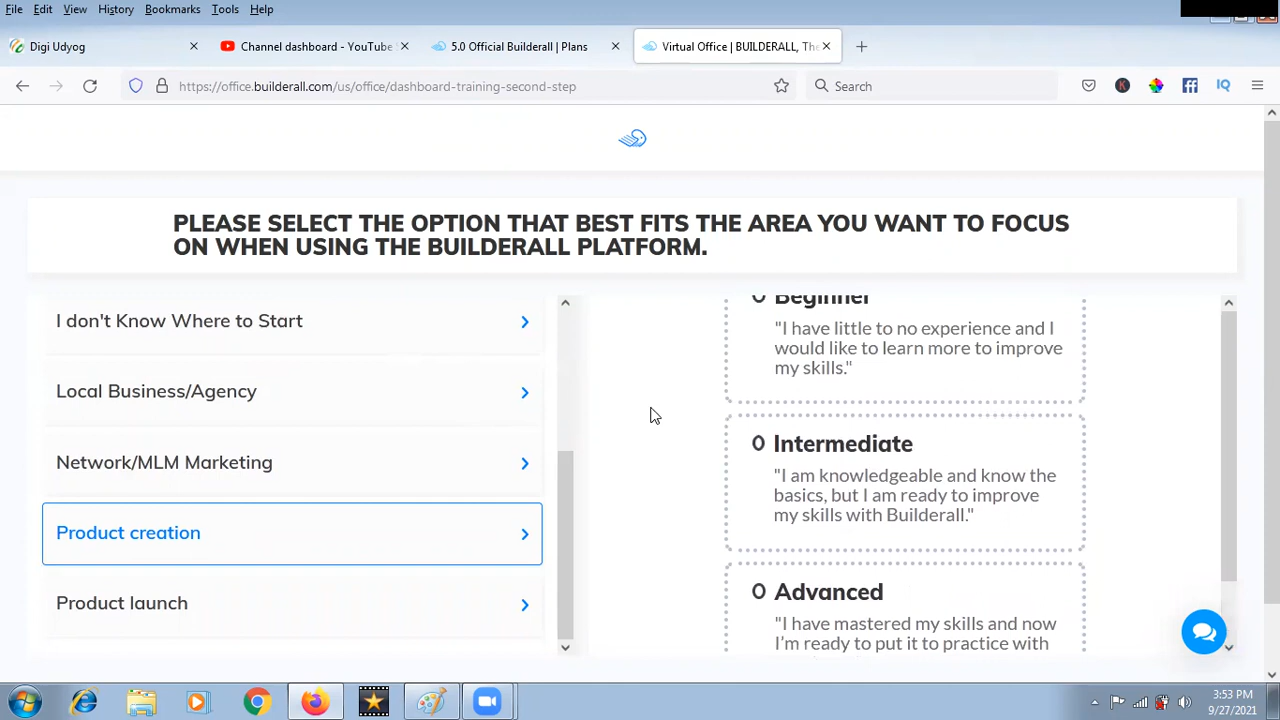 File Edit View History Bookmarks Tools Help
Digi Udyog
Channel dashboard - YouTube
5.0 Official Builderall | Plans
Virtual Office | BUILDERALL, The
https://office.builderall.com/us/office/dashboard-training-second-step
Search
PLEASE SELECT THE OPTION THAT BEST FITS THE AREA YOU WANT TO FOCUS
ON WHEN USING THE BUILDERALL PLATFORM.
I don't Know Where to Start
Local Business/Agency
Network/MLM Marketing
Product creation
Product launch
Beginner
"I have little to no experience and I
would like to learn more to improve
my skills."
Intermediate
"I am knowledgeable and know the
basics, but I am ready to improve
my skills with Builderall."
Advanced
"I have mastered my skills and now
I'm ready to put it to practice with
3:53 PM
9/27/2021